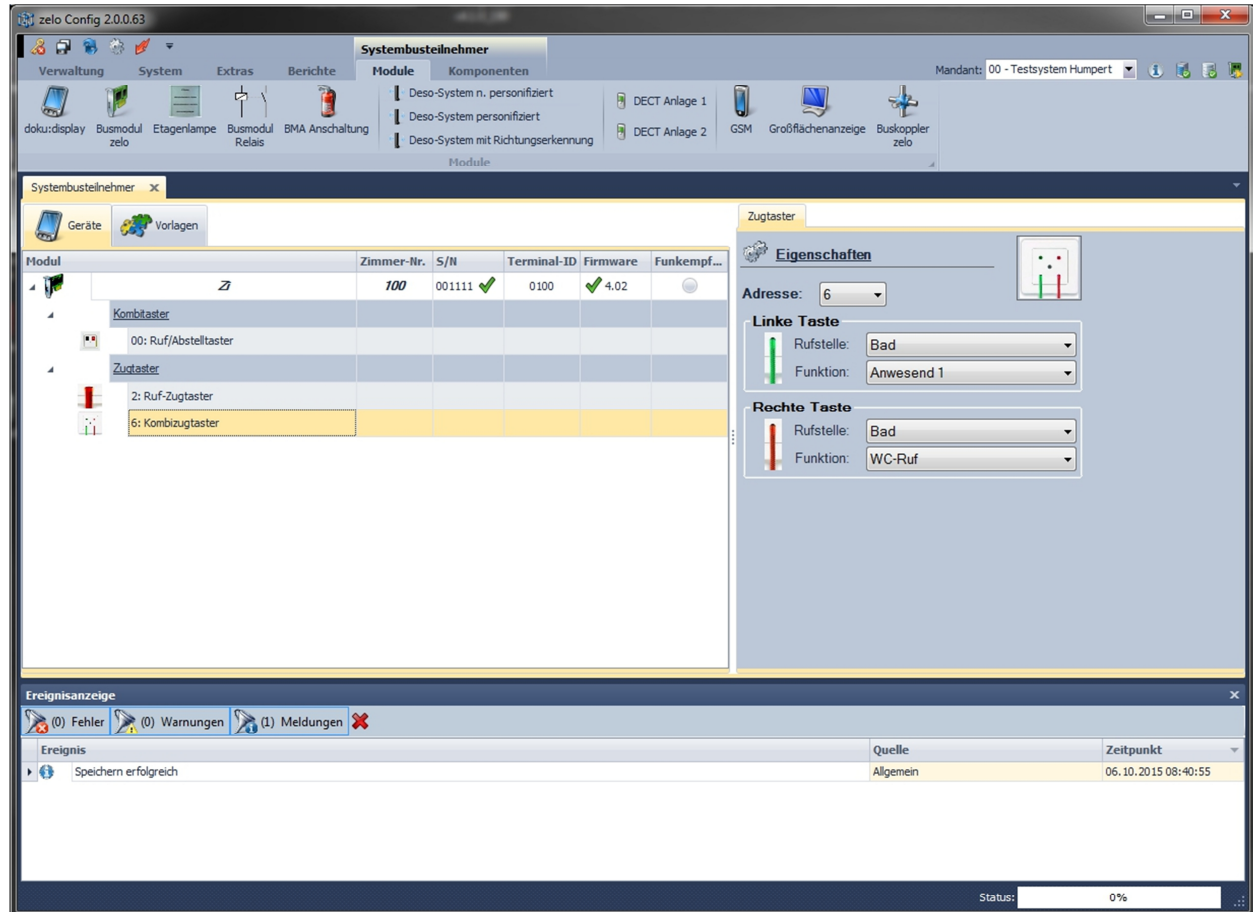 zelo Config 2.0.0.63
Systembusteilnehmer
Verwaltung System Extras Berichte Module Komponenten
Mandant: 00 - Testsystem Humpert
doku:display
Busmodul zelo
Etagenlampe
Busmodul Relais
BMA Anschaltung
Deso-System n. personifiziert
Deso-System personifiziert
Deso-System mit Richtungserkennung
DECT Anlage 1
DECT Anlage 2
GSM
Großflächenanzeige
Buskoppler zelo
Module
Systembusteilnehmer
Geräte Vorlagen
Modul Zimmer-Nr. S/N Terminal-ID Firmware Funkempf...
Zi 100 001111 0100 4.02
Kombitaster
00: Ruf/Abstelltaster
Zugtaster
2: Ruf-Zugtaster
6: Kombizugtaster
Zugtaster
Eigenschaften
Adresse: 6
Linke Taste
Rufstelle: Bad
Funktion: Anwesend 1
Rechte Taste
Rufstelle: Bad
Funktion: WC-Ruf
Ereignisanzeige
(0) Fehler (0) Warnungen (1) Meldungen
Ereignis Quelle Zeitpunkt
Speichern erfolgreich Allgemein 06.10.2015 08:40:55
Status: 0%